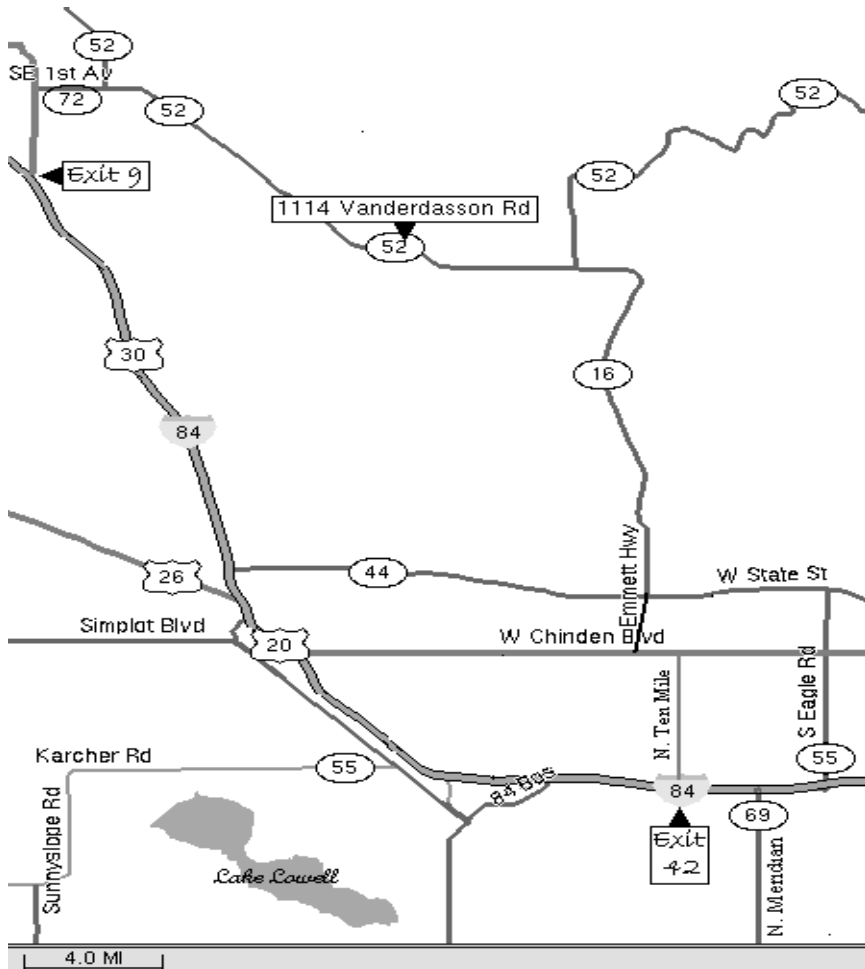 52
SE 1st Av
72
52
52
52
Exit 9
1114 Vanderdasson Rd
52
30
16
84
26
44
Emmett Hwy
W State St
Simplot Blvd
20
W Chinden Blvd
N. Ten Mile
S Eagle Rd
Karcher Rd
55
55
84 Bus
84
69
Sunnyslope Rd
Lake Lowell
Exit
42
N. Meridian
4.0 MI